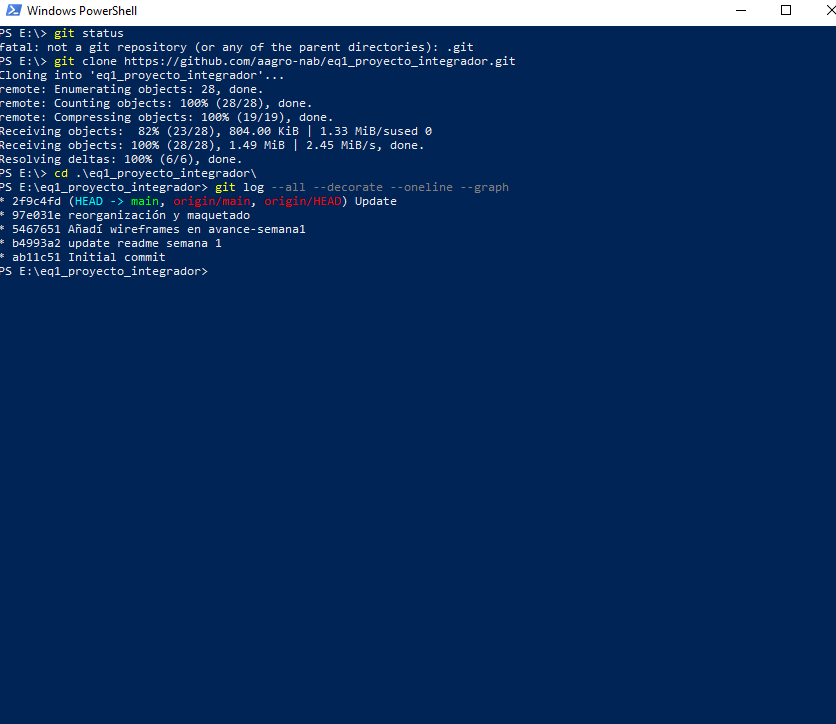 Windows PowerShell
PS E:\> git status
fatal: not a git repository (or any of the parent directories): .git
PS E:\> git clone https://github.com/aagro-nab/eq1_proyecto_integrador.git
Cloning into 'eq1_proyecto_integrador'...
remote: Enumerating objects: 28, done.
remote: Counting objects: 100% (28/28), done.
remote: Compressing objects: 100% (19/19), done.
Receiving objects:  82% (23/28), 804.00 KiB | 1.33 MiB/sused 0
Receiving objects: 100% (28/28), 1.49 MiB | 2.45 MiB/s, done.
Resolving deltas: 100% (6/6), done.
PS E:\> cd .\eq1_proyecto_integrador\
PS E:\eq1_proyecto_integrador> git log --all --decorate --oneline --graph
* 2f9c4fd (HEAD -> main, origin/main, origin/HEAD) Update
* 97e031e reorganización y maquetado
* 5467651 Añadí wireframes en avance-semana1
* b4993a2 update readme semana 1
* ab11c51 Initial commit
PS E:\eq1_proyecto_integrador>